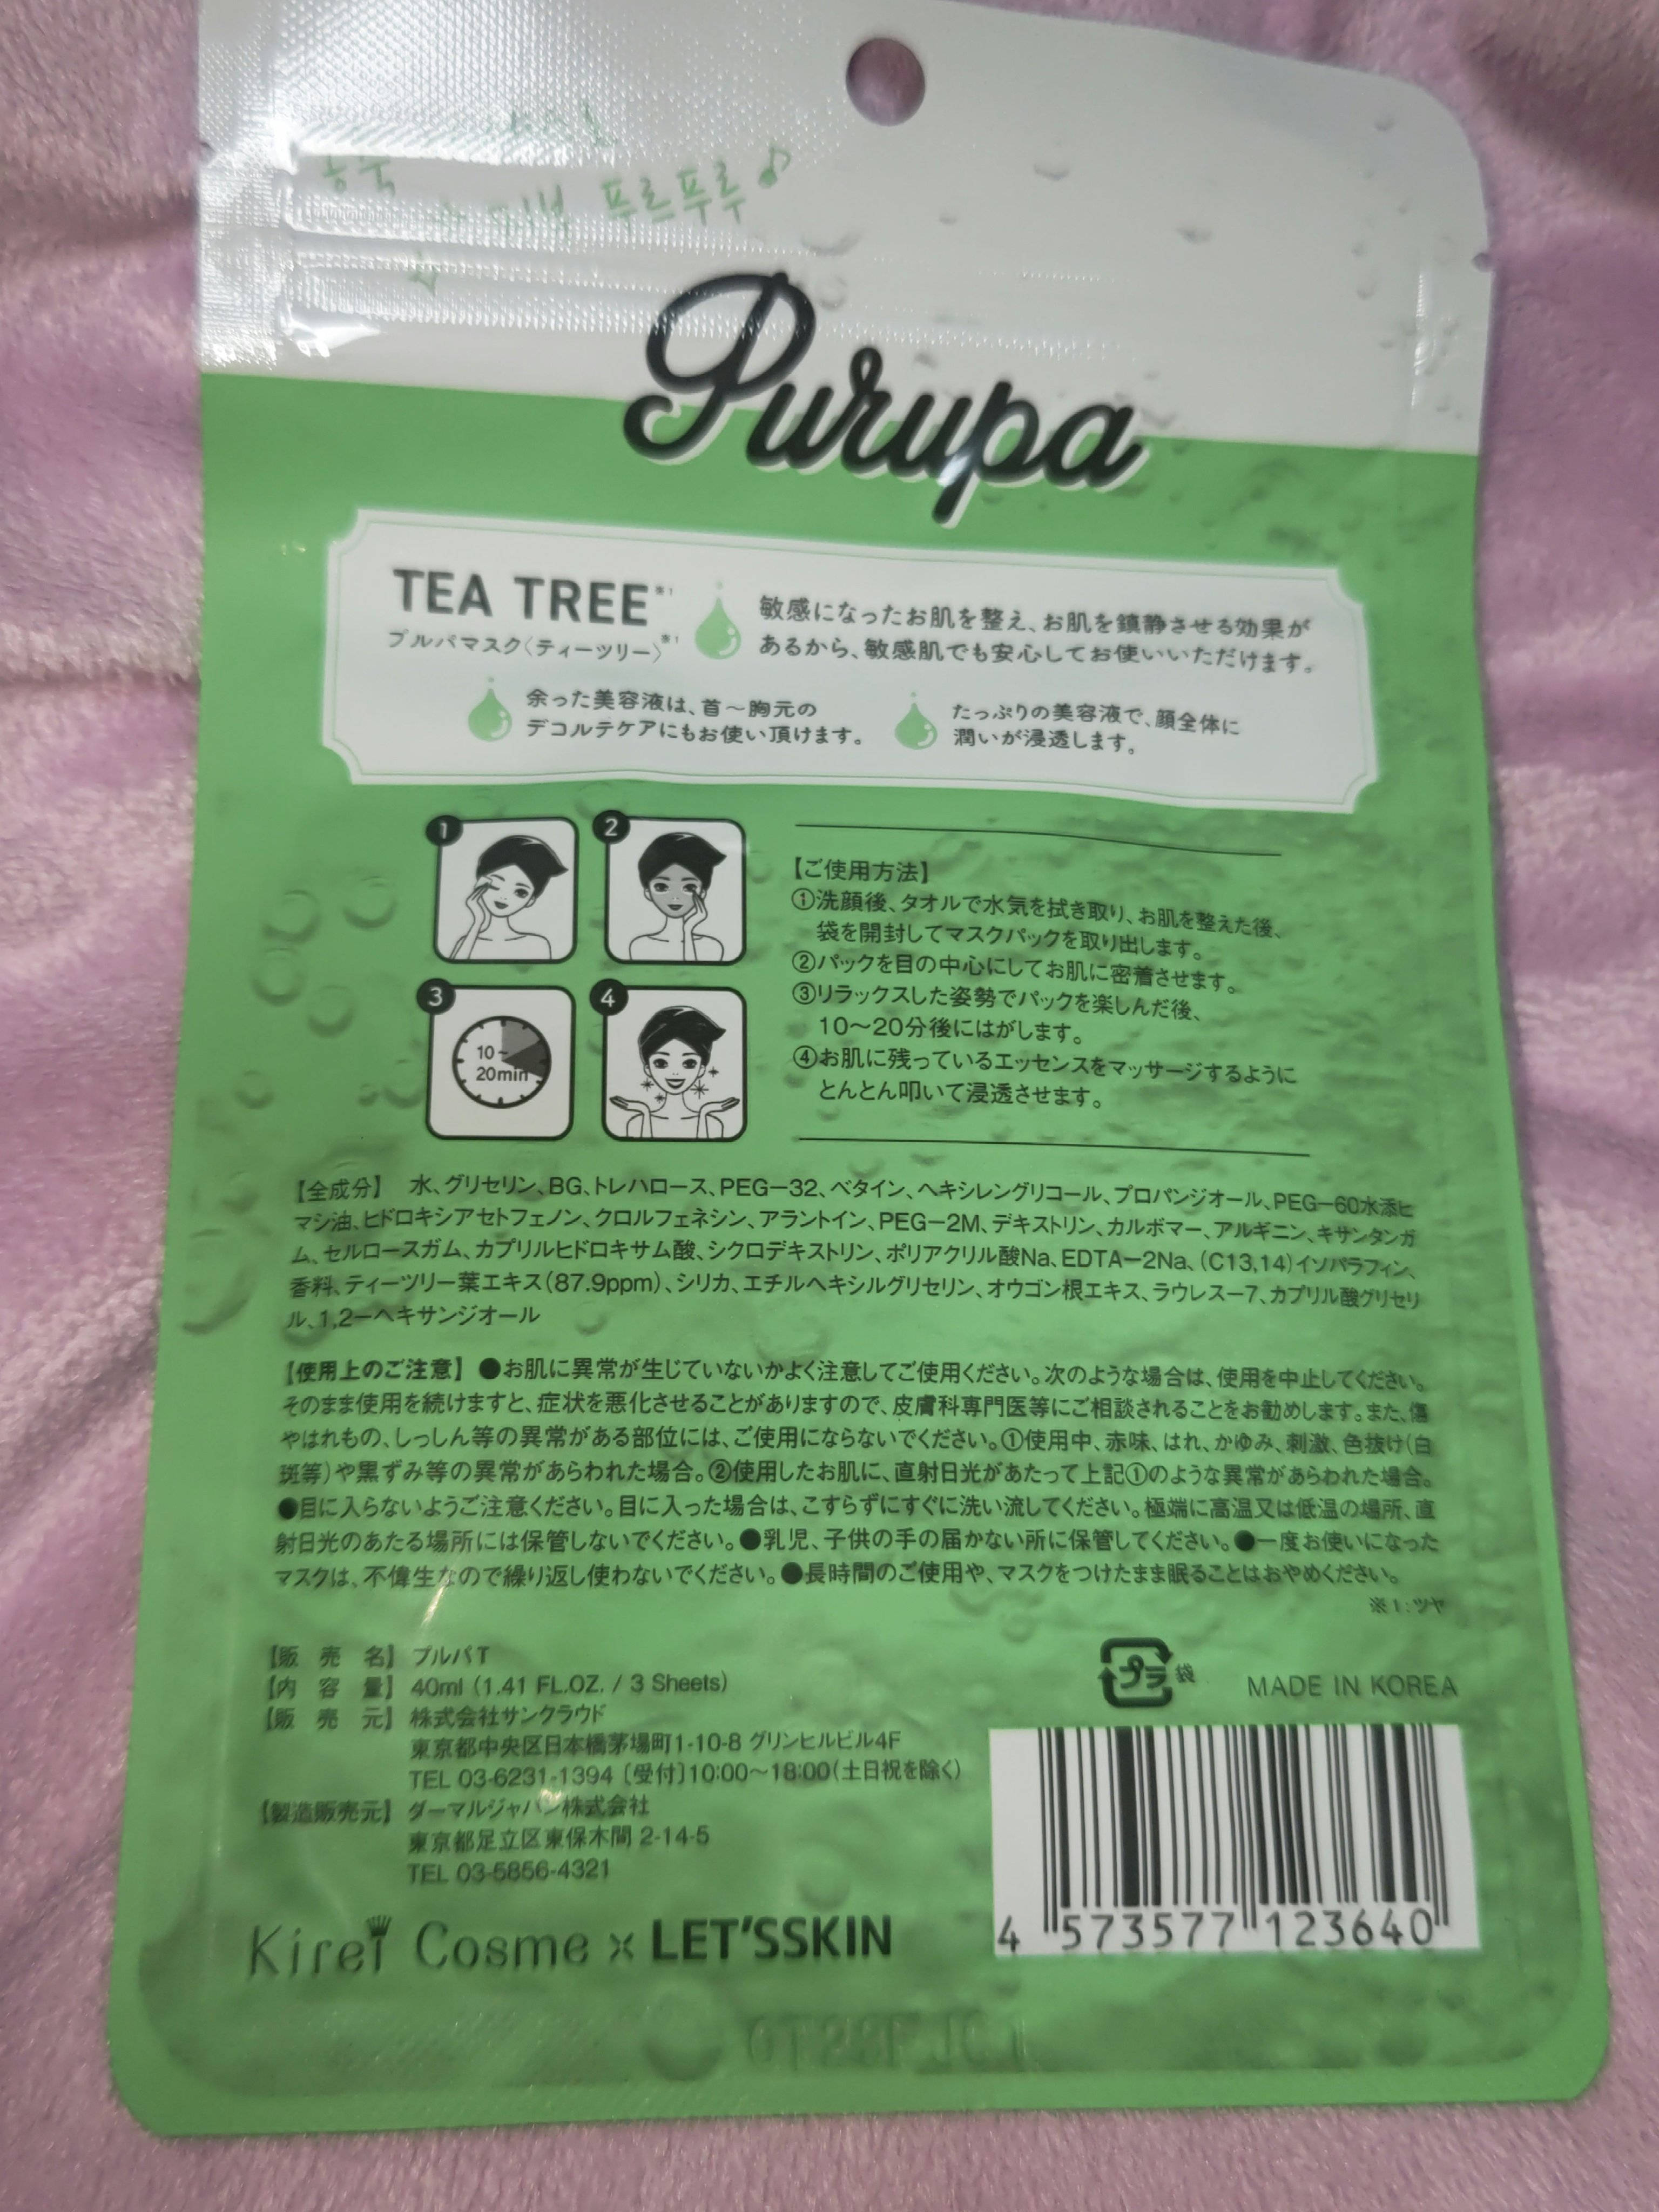 푸르푸루♪
Purupa
TEA TREE※1
プルパマスク〈ティーツリー〉※1
敏感になったお肌を整え、お肌を鎮静させる効果が
あるから、敏感肌でも安心してお使いいただけます。
余った美容液は、首〜胸元の
デコルテケアにもお使い頂けます。
たっぷりの美容液で、顔全体に
潤いが浸透します。
1
2
3
10-
20min
4
【ご使用方法】
①洗顔後、タオルで水気を拭き取り、お肌を整えた後、
袋を開封してマスクパックを取り出します。
②パックを目の中心にしてお肌に密着させます。
③リラックスした姿勢でパックを楽しんだ後、
10〜20分後にはがします。
④お肌に残っているエッセンスをマッサージするように
とんとん叩いて浸透させます。
【全成分】 水、グリセリン、BG、トレハロース、PEG-32、ベタイン、ヘキシレングリコール、プロパンジオール、PEG-60水添ヒ
マシ油、ヒドロキシアセトフェノン、クロルフェネシン、アラントイン、PEG-2M、デキストリン、カルボマー、アルギニン、キサンタンガ
ム、セルロースガム、カプリルヒドロキサム酸、シクロデキストリン、ポリアクリル酸Na、EDTA-2Na、(C13,14)イソパラフィン、
香料、ティーツリー葉エキス(87.9ppm)、シリカ、エチルヘキシルグリセリン、オウゴン根エキス、ラウレス-7、カプリル酸グリセリ
ル、1,2-ヘキサンジオール
【使用上のご注意】●お肌に異常が生じていないかよく注意してご使用ください。次のような場合は、使用を中止してください。
そのまま使用を続けますと、症状を悪化させることがありますので、皮膚科専門医等にご相談されることをお勧めします。また、傷
やはれもの、しっしん等の異常がある部位には、ご使用にならないでください。①使用中、赤味、はれ、かゆみ、刺激、色抜け(白
斑等)や黒ずみ等の異常があらわれた場合。②使用したお肌に、直射日光があたって上記①のような異常があらわれた場合。
●目に入らないようご注意ください。目に入った場合は、こすらずにすぐに洗い流してください。極端に高温又は低温の場所、直
射日光のあたる場所には保管しないでください。●乳児、子供の手の届かない所に保管してください。●一度お使いになった
マスクは、不偉生なので繰り返し使わないでください。●長時間のご使用や、マスクをつけたまま眠ることはおやめください。
※1:ツヤ
【販売名】 プルパT
【内容量】 40ml (1.41 FL.OZ. / 3 Sheets)
【販売元】 株式会社サンクラウド
東京都中央区日本橋茅場町1-10-8 グリンヒルビル4F
TEL 03-6231-1394 〔受付〕10:00〜18:00(土日祝を除く)
【製造販売元】 ダーマルジャパン株式会社
東京都足立区東保木間 2-14-5
TEL 03-5856-4321
プラ 袋
MADE IN KOREA
Kirei Cosme × LET'SSKIN
4 573577 123640